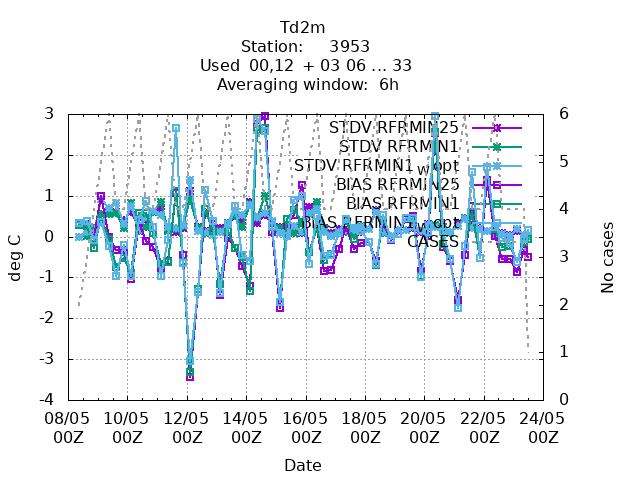 Td2m
Station: 3953
Used 00,12 + 03 06 ... 33
Averaging window: 6h
STDV RFRMIN25
STDV RFRMIN1
STDV RFRMIN1_w_opt
BIAS RFRMIN25
BIAS RFRMIN1
BIAS RFRMIN1_w_opt
CASES
3
2
1
0
-1
-2
-3
-4
deg C
6
5
4
3
2
1
0
No cases
08/05 10/05 12/05 14/05 16/05 18/05 20/05 22/05 24/05
00Z 00Z 00Z 00Z 00Z 00Z 00Z 00Z 00Z
Date